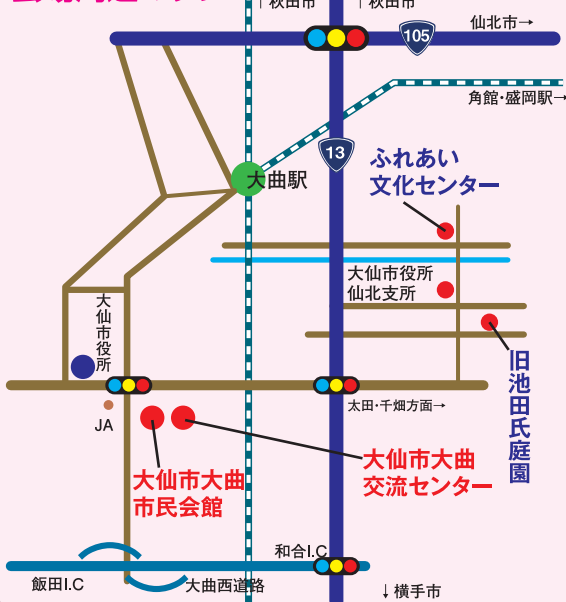 ↑秋田市
↑秋田市
仙北市→
105
角館・盛岡駅→
13
ふれあい
文化センター
大曲駅
大仙市役所
仙北支所
大仙市役所
旧池田氏庭園
太田・千畑方面→
JA
大仙市大曲
市民会館
大仙市大曲
交流センター
和合I.C
飯田I.C
大曲西道路
↓横手市